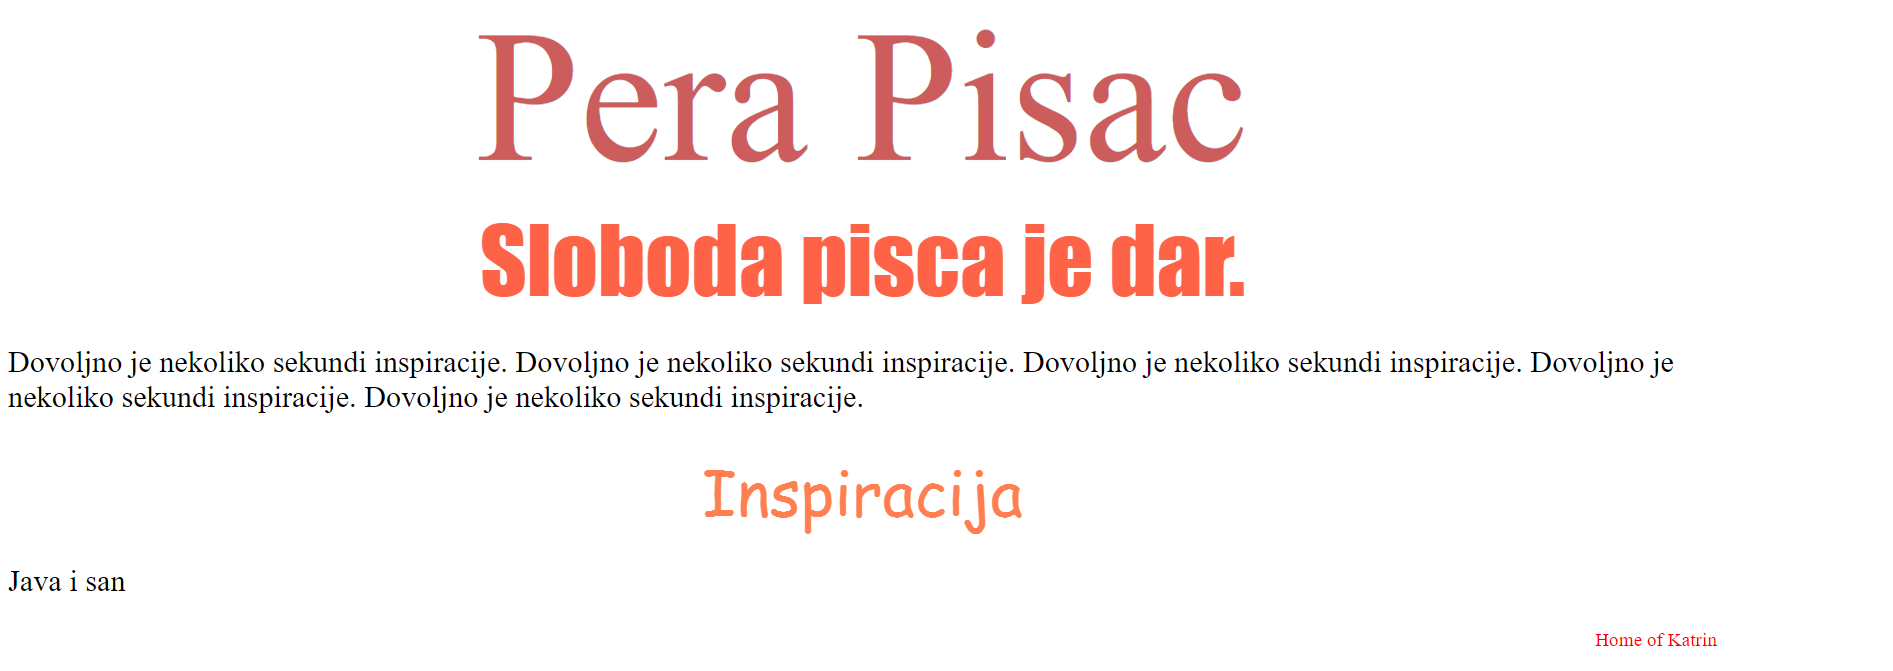 Pera Pisac
Sloboda pisca je dar.
Dovoljno je nekoliko sekundi inspiracije. Dovoljno je nekoliko sekundi inspiracije. Dovoljno je nekoliko sekundi inspiracije. Dovoljno je
nekoliko sekundi inspiracije. Dovoljno je nekoliko sekundi inspiracije.
Inspiracija
Java i san
Home of Katrin